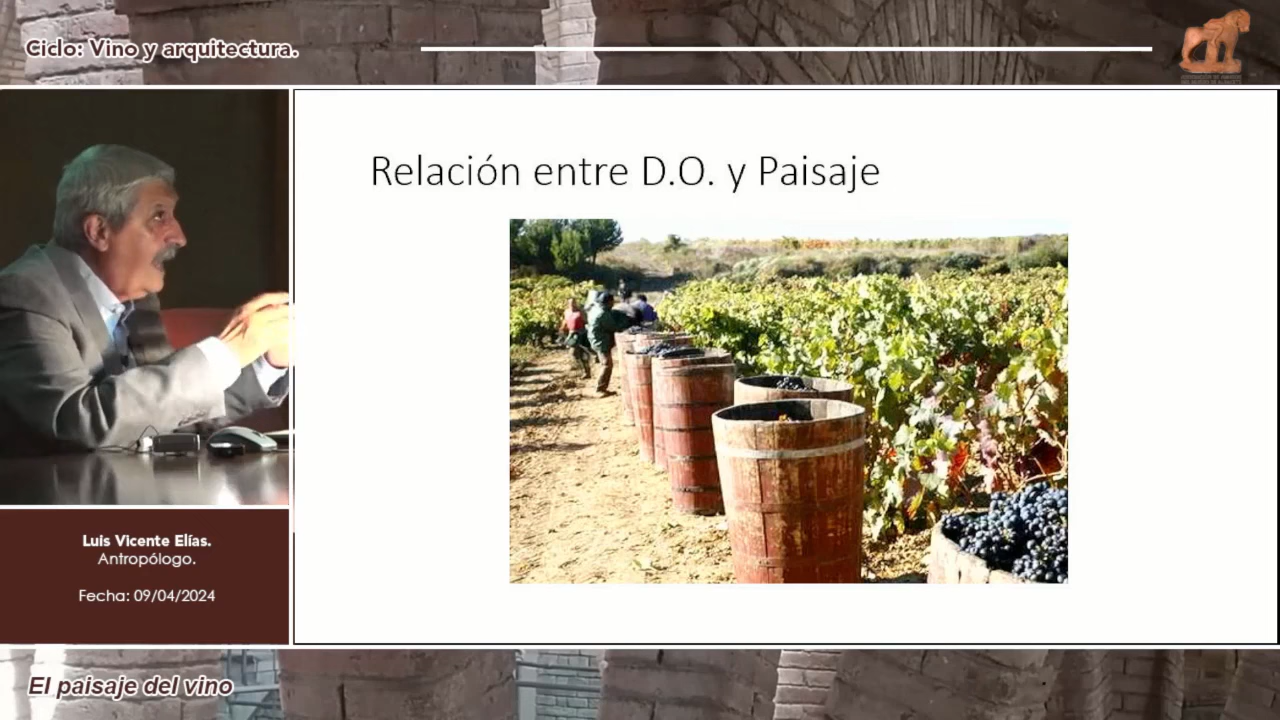 Ciclo: Vino y arquitectura.
Relación entre D.O. y Paisaje
Luis Vicente Elías.
Antropólogo.
Fecha: 09/04/2024
El paisaje del vino